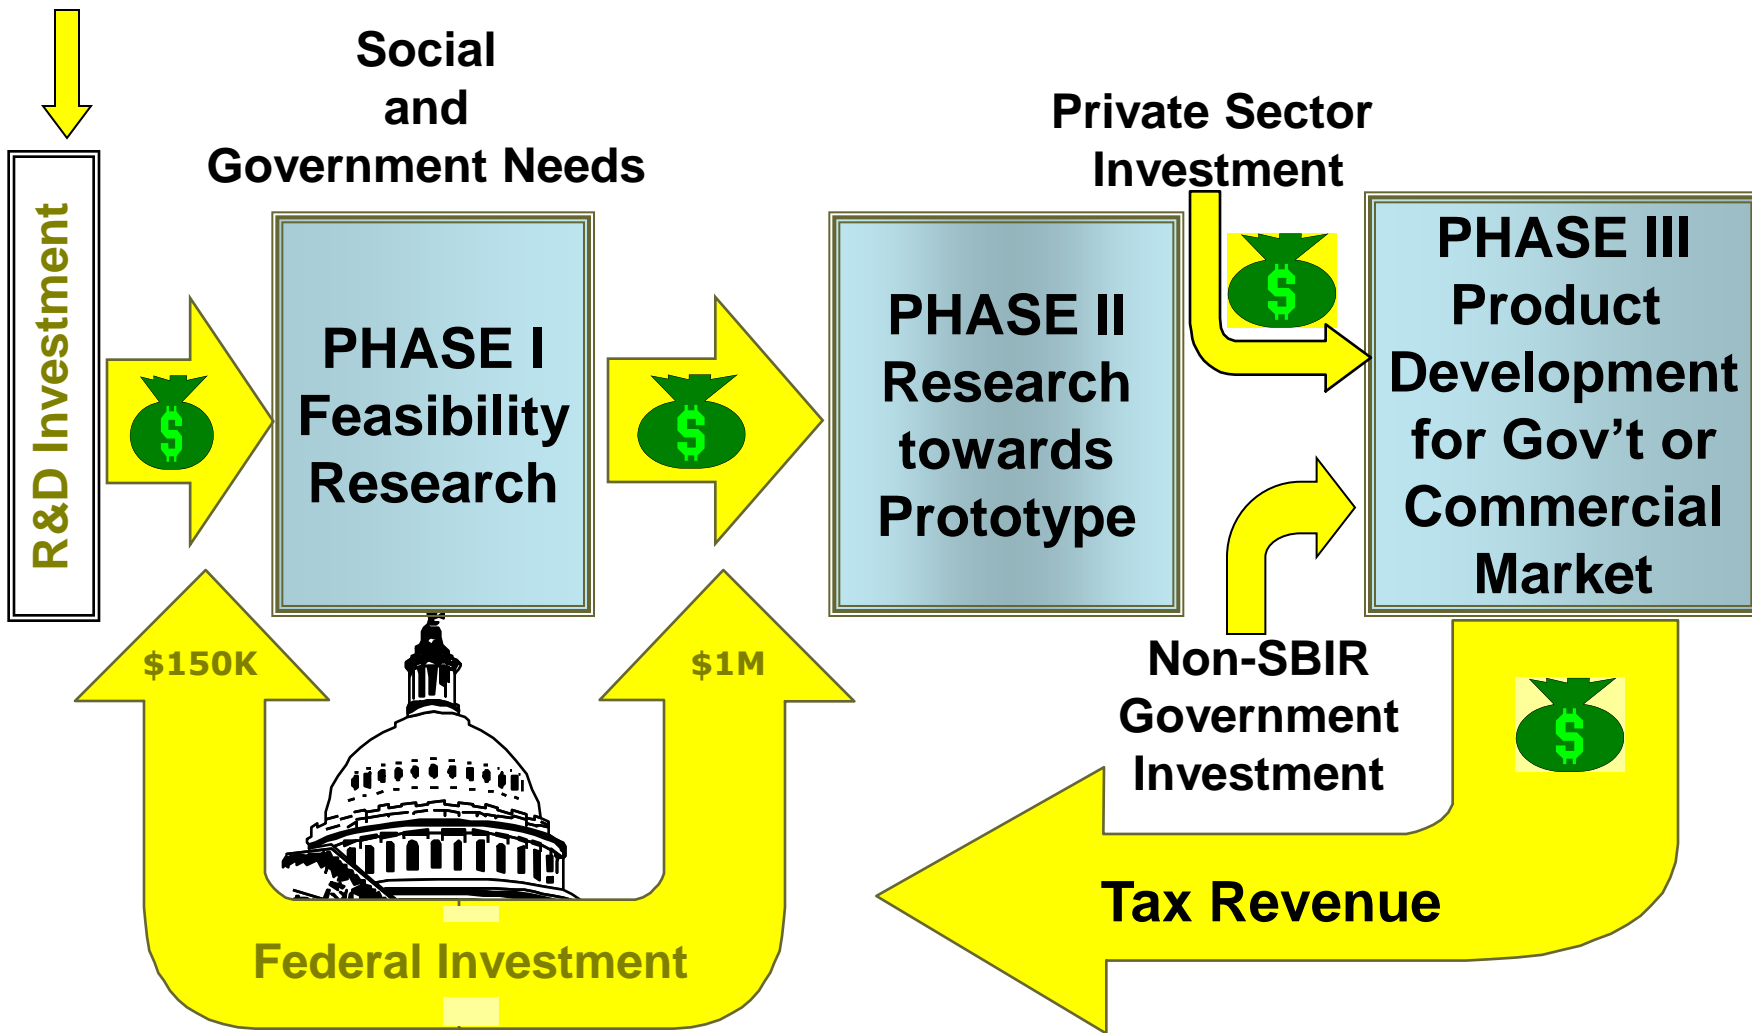 Social
and
Government Needs
Private Sector
Investment
R&D Investment
$
PHASE I
Feasibility
Research
$
PHASE II
Research
towards
Prototype
$
PHASE III
Product
Development
for Gov’t or
Commercial
Market
$150K
$1M
Non-SBIR
Government
Investment
$
Tax Revenue
Federal Investment